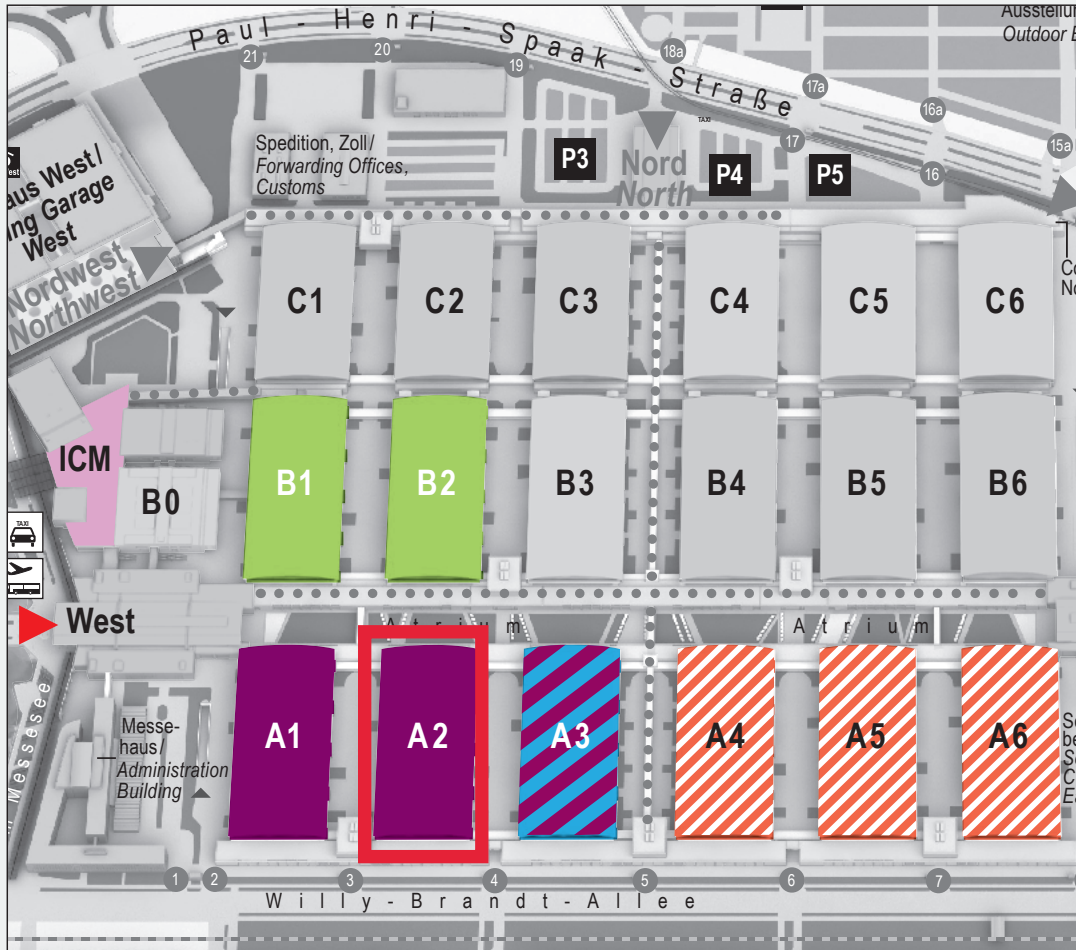 Paul - Henri - Spaak - Straße
21
20
19
18a
17a
16a
15a
17
16
TAXI
Outdoor
Spedition, Zoll/
Forwarding Offices,
Customs
P3
Nord
North
P4
P5
West/
Garage
West
Nordwest
Northwest
C1
C2
C3
C4
C5
C6
ICM
B0
B1
B2
B3
B4
B5
B6
TAXI
West
Atrium
Atrium
A1
A2
A3
A4
A5
A6
Messesee
Messe-
haus/
Administration
Building
1
2
3
4
5
6
7
Willy-Brandt-Allee